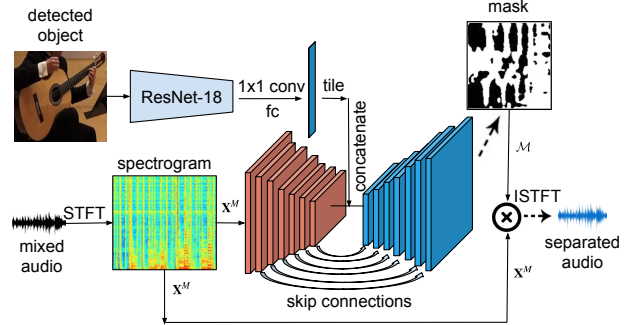 detected
object
ResNet-18
1x1 conv
fc
tile
concatenate
mask
ℳ
spectrogram
STFT
mixed
audio
X^M
X^M
skip connections
ISTFT
separated
audio
X^M